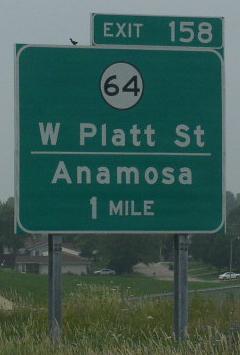 EXIT 158
64
W Platt St
Anamosa
1 MILE